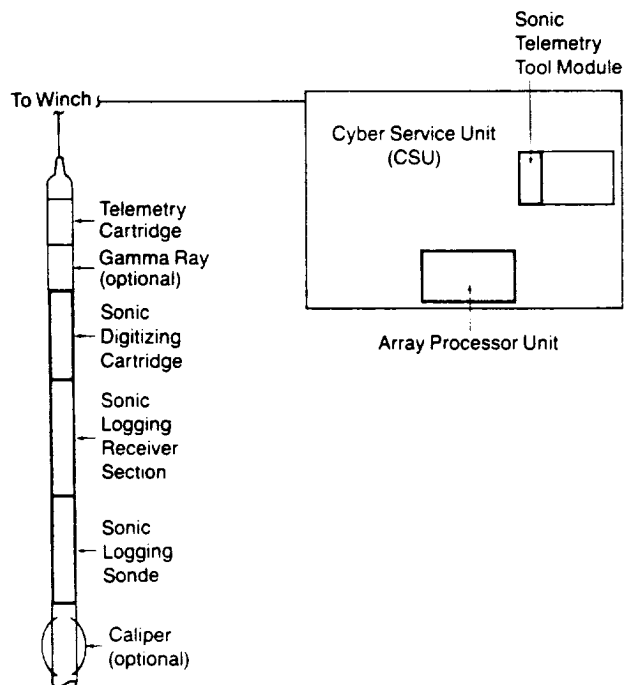 Sonic
Telemetry
Tool Module
To Winch
Cyber Service Unit
(CSU)
Array Processor Unit
Telemetry
Cartridge
Gamma Ray
(optional)
Sonic
Digitizing
Cartridge
Sonic
Logging
Receiver
Section
Sonic
Logging
Sonde
Caliper
(optional)